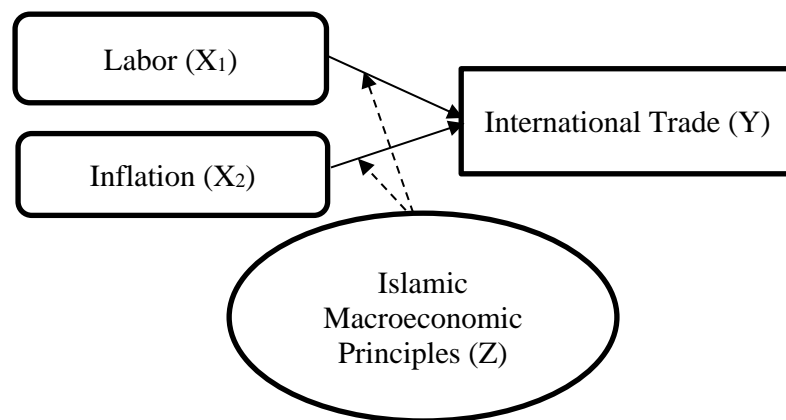 Labor (X₁)
International Trade (Y)
Inflation (X₂)
Islamic
Macroeconomic
Principles (Z)